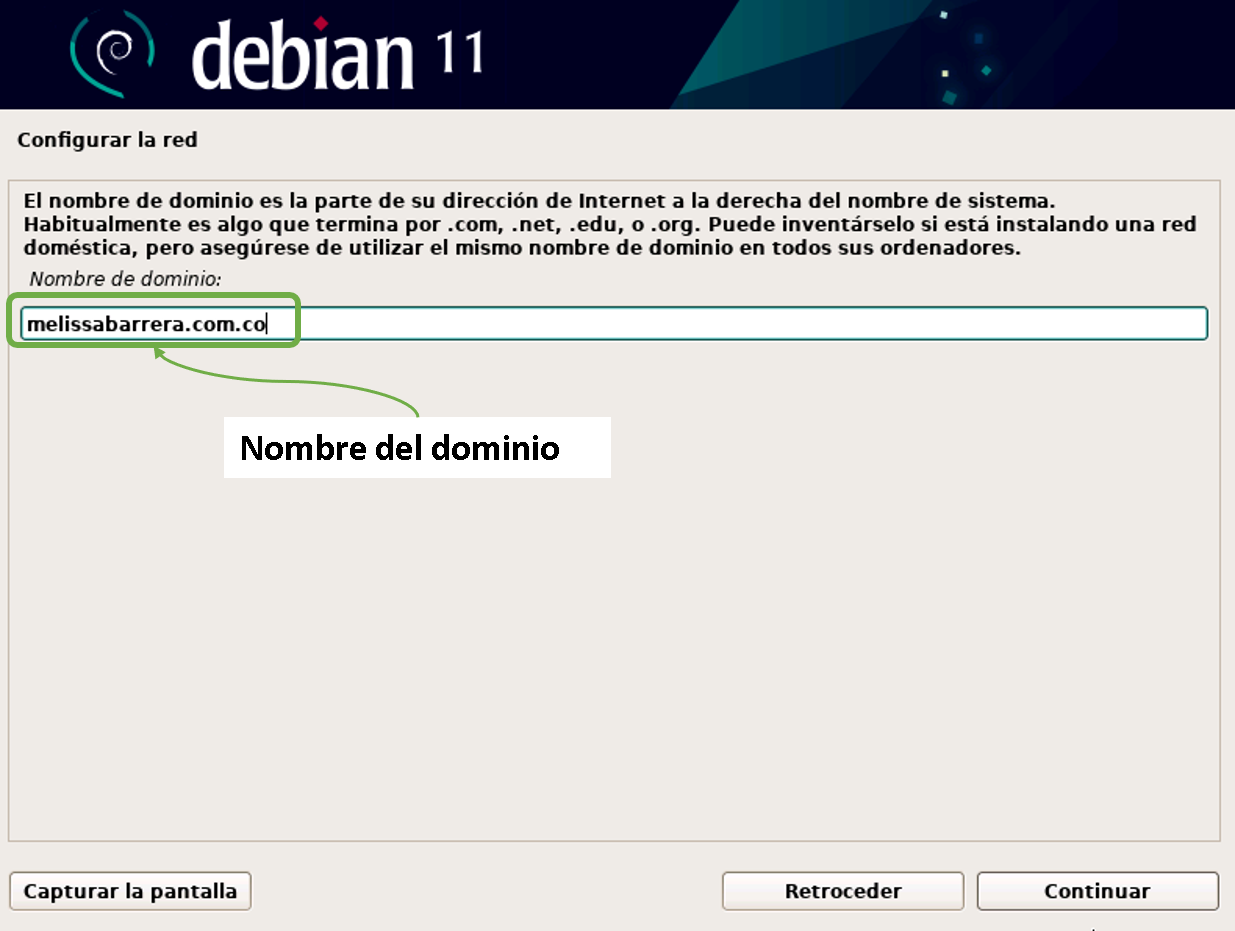 debian 11
Configurar la red
El nombre de dominio es la parte de su dirección de Internet a la derecha del nombre de sistema.
Habitualmente es algo que termina por .com, .net, .edu, o .org. Puede inventárselo si está instalando una red
doméstica, pero asegúrese de utilizar el mismo nombre de dominio en todos sus ordenadores.
Nombre de dominio:
melissabarrera.com.co
Nombre del dominio
Capturar la pantalla
Retroceder
Continuar